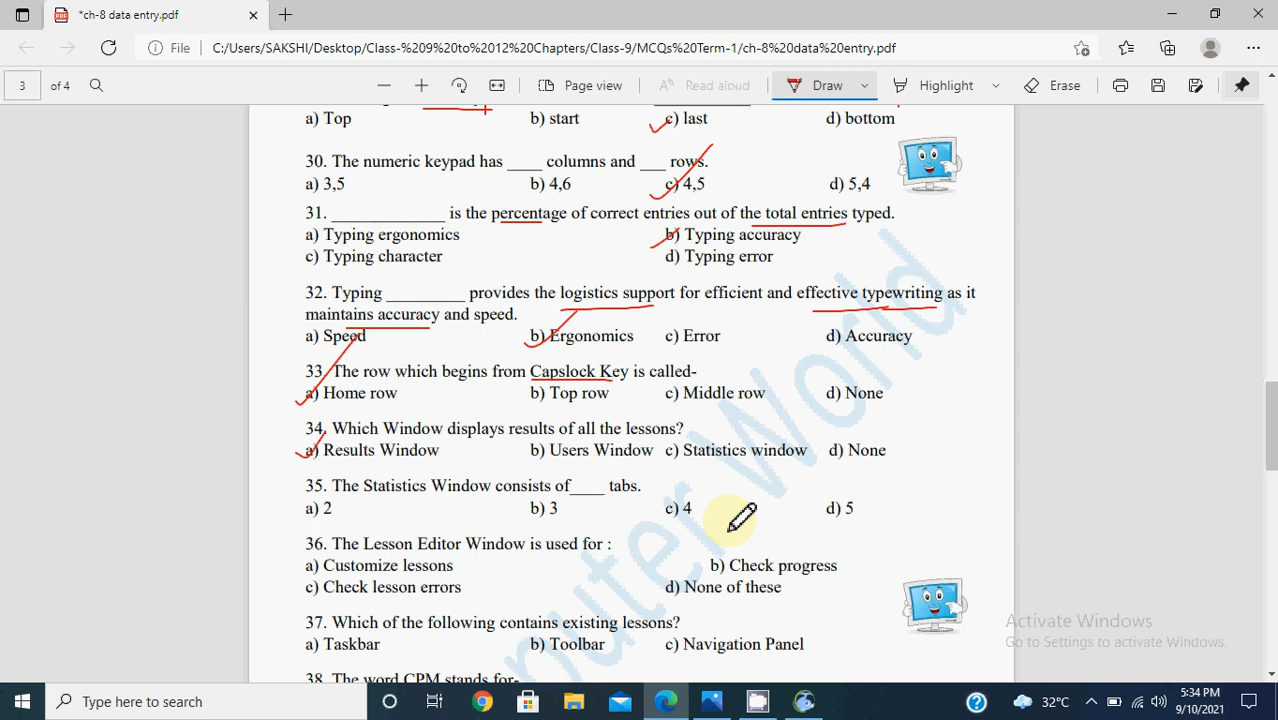 *ch-8 data entry.pdf
File C:/Users/SAKSHI/Desktop/Class-%209%20to%2012%20Chapters/Class-9/MCQs%20Term-1/ch-8%20data%20entry.pdf
3 of 4 Page view Read aloud Draw Highlight Erase
a) Top b) start c) last d) bottom
30. The numeric keypad has ____ columns and ___ rows.
a) 3,5 b) 4,6 c) 4,5 d) 5,4
31. _____________ is the percentage of correct entries out of the total entries typed.
a) Typing ergonomics b) Typing accuracy
c) Typing character d) Typing error
32. Typing _________ provides the logistics support for efficient and effective typewriting as it
maintains accuracy and speed.
a) Speed b) Ergonomics c) Error d) Accuracy
33. The row which begins from Capslock Key is called-
a) Home row b) Top row c) Middle row d) None
34. Which Window displays results of all the lessons?
a) Results Window b) Users Window c) Statistics window d) None
35. The Statistics Window consists of____ tabs.
a) 2 b) 3 c) 4 d) 5
36. The Lesson Editor Window is used for :
a) Customize lessons b) Check progress
c) Check lesson errors d) None of these
37. Which of the following contains existing lessons?
a) Taskbar b) Toolbar c) Navigation Panel
38. The word CPM stands for-
puter World
Activate Windows
Go to Settings to activate Windows.
Type here to search 32°C 5:34 PM
9/10/2021